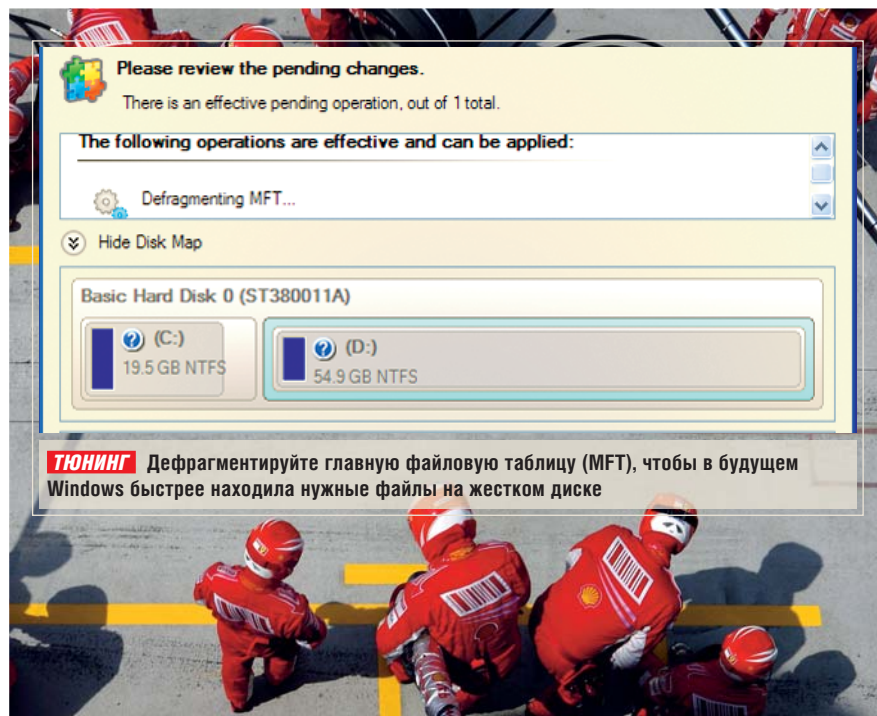 Please review the pending changes.
There is an effective pending operation, out of 1 total.
The following operations are effective and can be applied:
Defragmenting MFT...
Hide Disk Map
Basic Hard Disk 0 (ST380011A)
(C:)
19.5 GB NTFS
(D:)
54.9 GB NTFS
ТЮНИНГ Дефрагментируйте главную файловую таблицу (MFT), чтобы в будущем
Windows быстрее находила нужные файлы на жестком диске